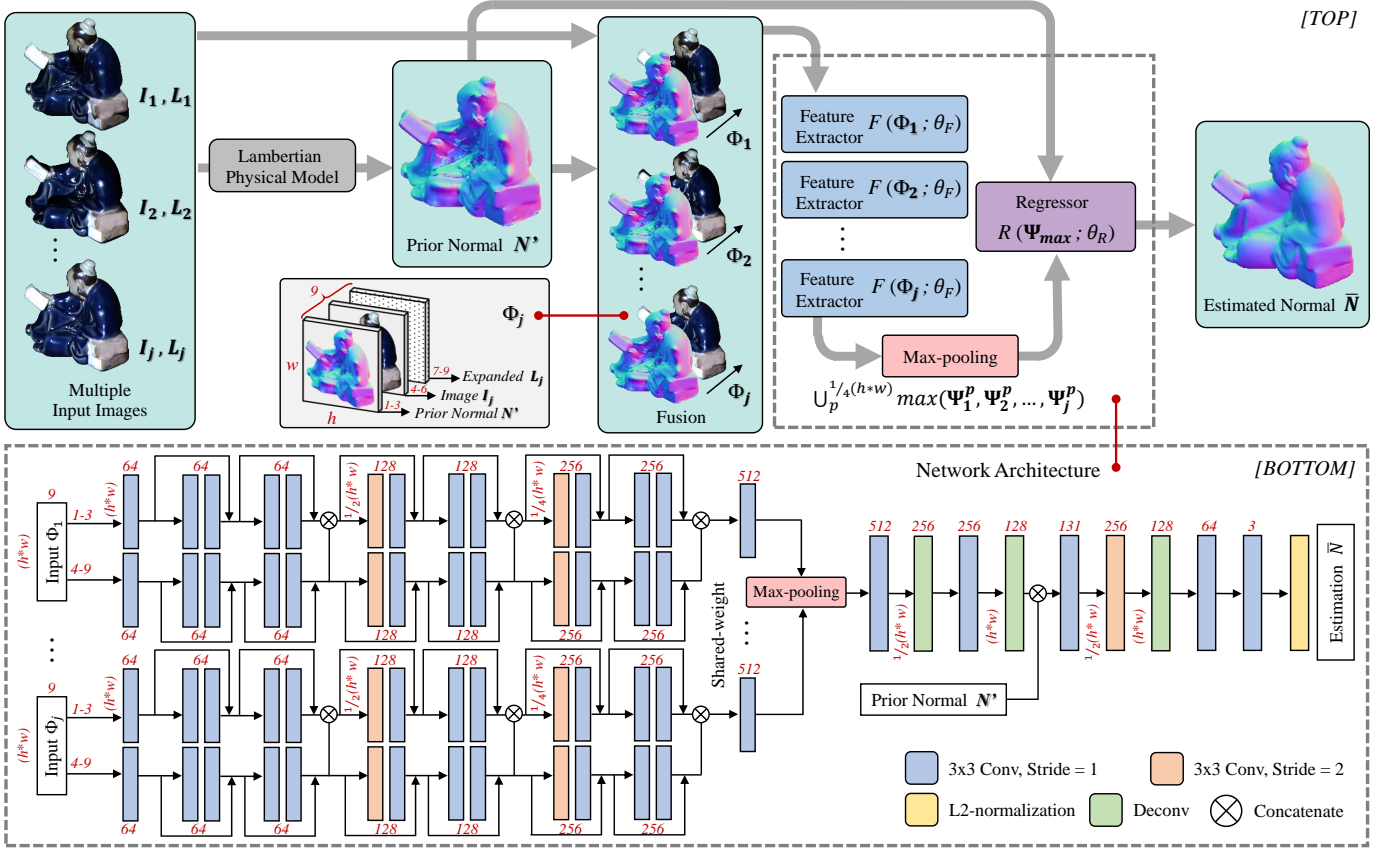 [TOP]
I1 , L1
I2 , L2
Ij , Lj
Multiple
Input Images
Lambertian
Physical Model
Prior Normal N'
9
w
h
7-9
Expanded Lj
4-6
Image Ij
1-3
Prior Normal N'
Φj
Φ1
Φ2
Φj
Fusion
Feature
Extractor F (Φ1 ; θF)
Feature
Extractor F (Φ2 ; θF)
Feature
Extractor F (Φj ; θF)
Max-pooling
Regressor
R (Ψmax ; θR)
⋃p^1/4(h*w) max(Ψ1^p, Ψ2^p, ..., Ψj^p)
Estimated Normal N̄
Network Architecture
[BOTTOM]
64 64 64 128 128 256 256 512
9
(h*w)
Input Φ1
1-3
4-9
(h*w) 1/2(h*w) 1/4(h*w)
64 64 64 128 128 256 256
64 64 64 128 128 256 256 512
9
(h*w)
Input Φj
1-3
4-9
(h*w) 1/2(h*w) 1/4(h*w)
64 64 64 128 128 256 256
Shared-weight
Max-pooling
512 256 256 128 131 256 128 64 3
1/2(h*w) (h*w) 1/2(h*w) (h*w)
Estimation N̄
Prior Normal N'
3x3 Conv, Stride = 1
3x3 Conv, Stride = 2
L2-normalization
Deconv
Concatenate